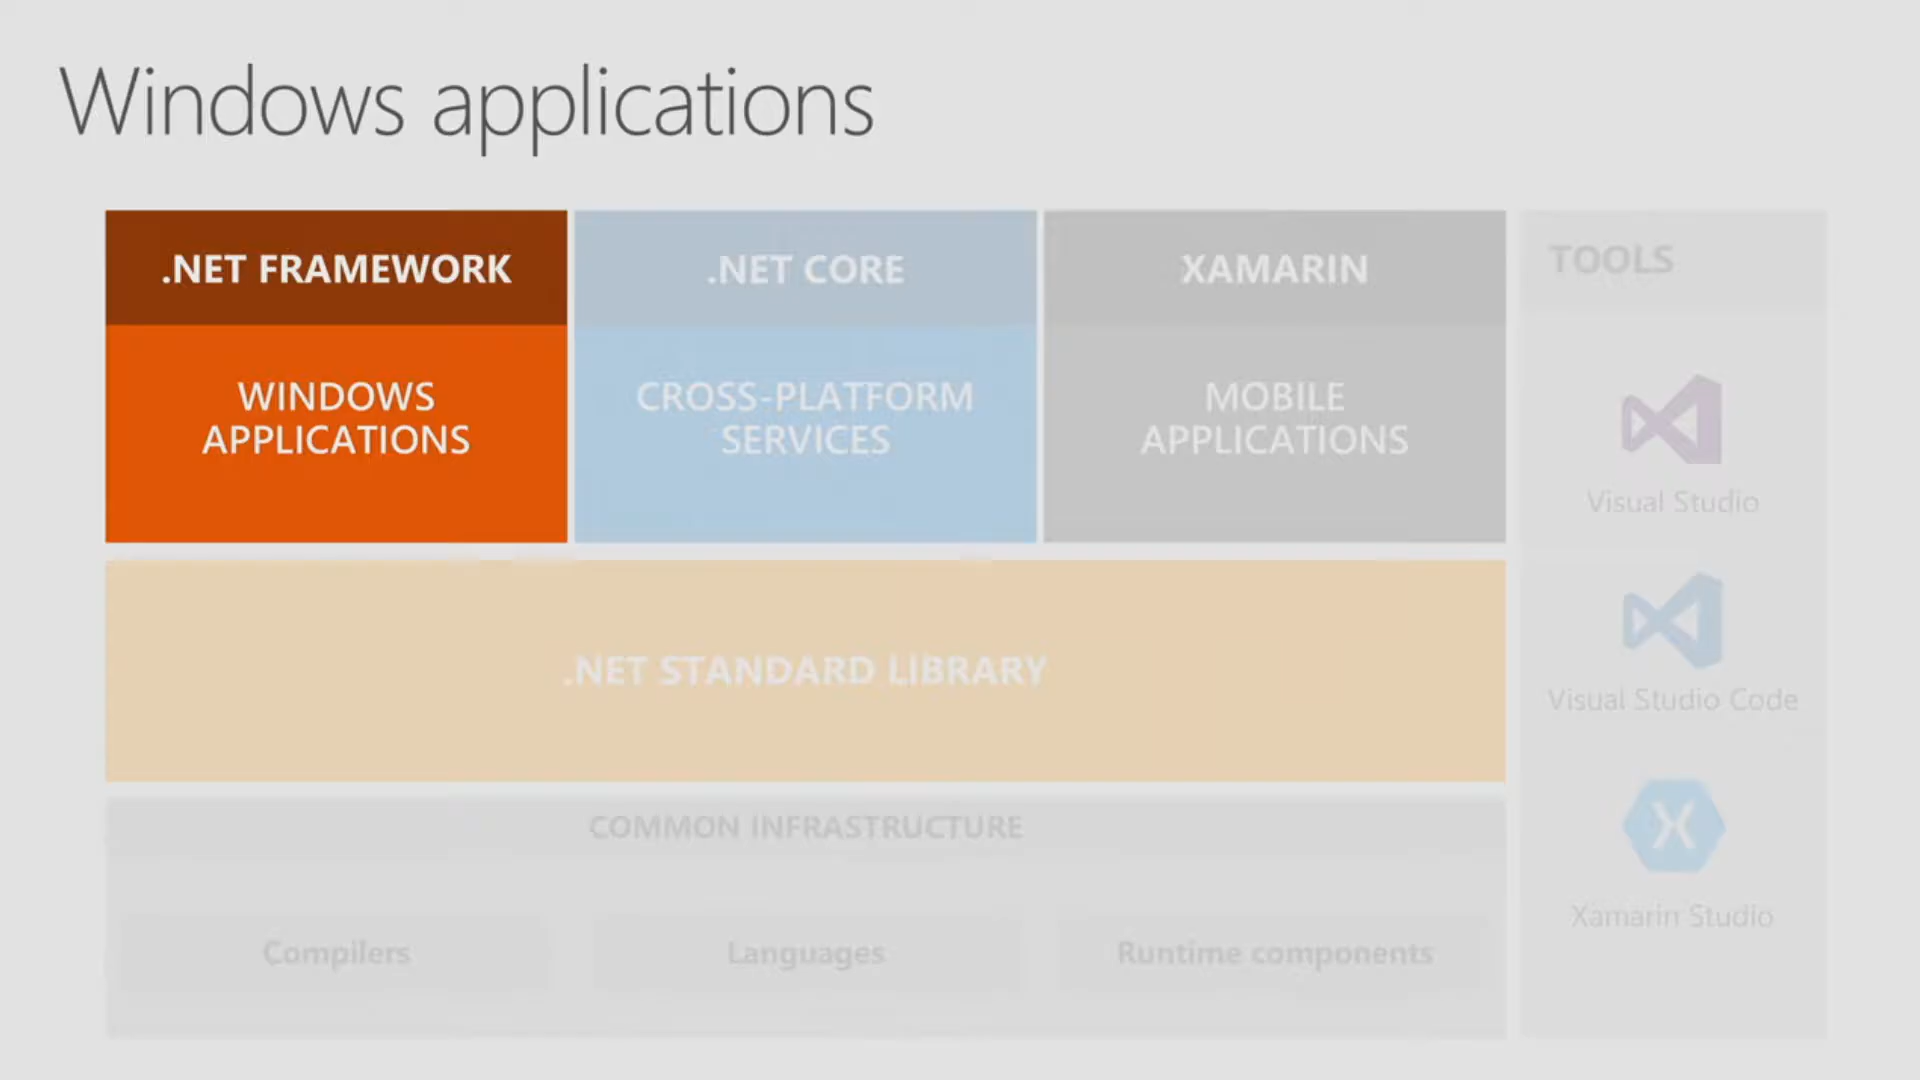 Windows applications
.NET FRAMEWORK
WINDOWS
APPLICATIONS
.NET CORE
CROSS-PLATFORM
SERVICES
XAMARIN
MOBILE
APPLICATIONS
.NET STANDARD LIBRARY
COMMON INFRASTRUCTURE
Compilers
Languages
Runtime components
TOOLS
Visual Studio
Visual Studio Code
Xamarin Studio